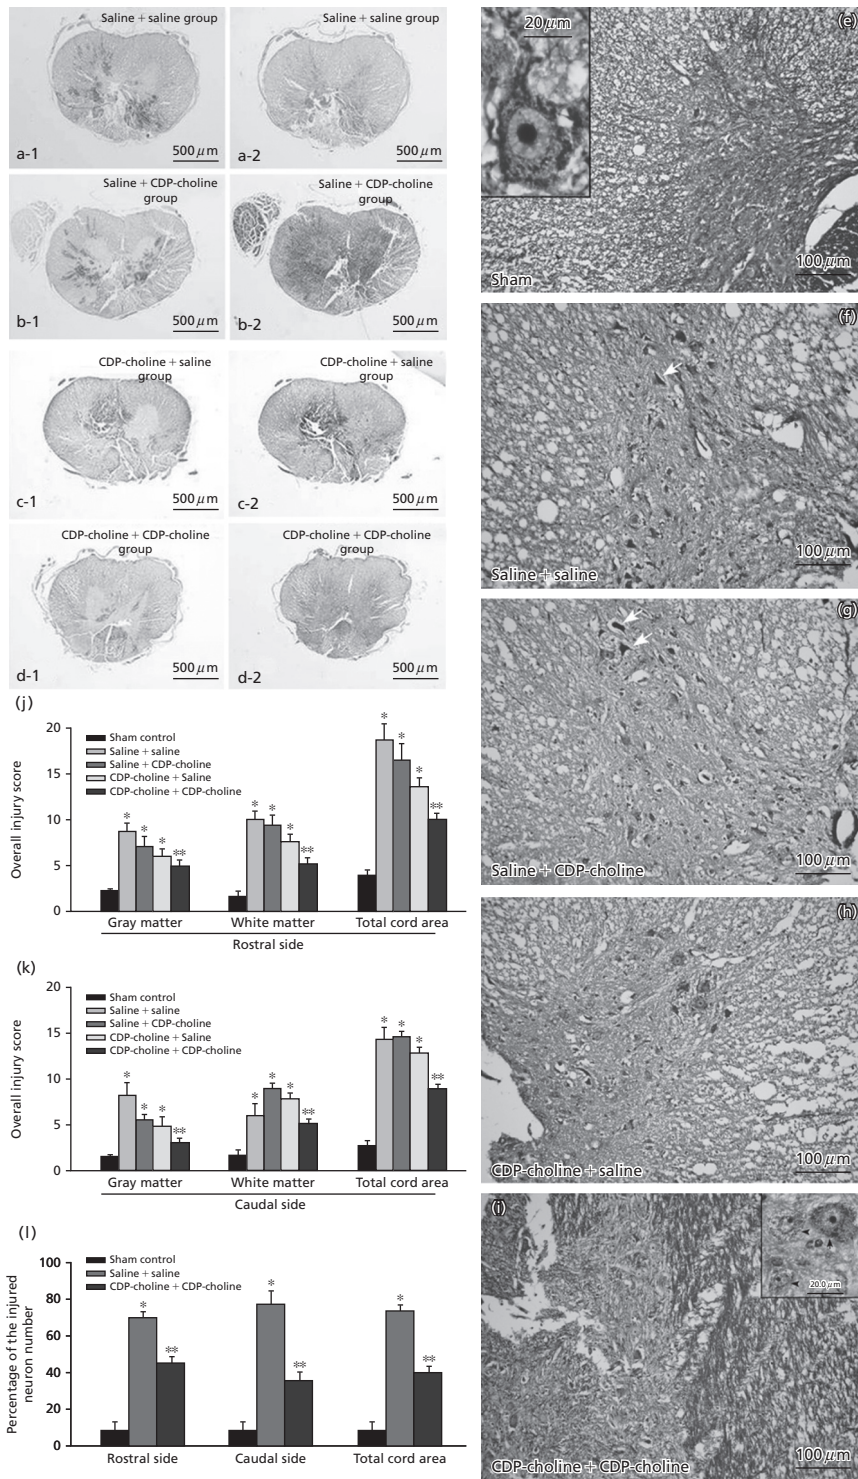 Saline + saline group
a-1
500 μm
Saline + saline group
a-2
500 μm
Saline + CDP-choline
group
b-1
500 μm
Saline + CDP-choline
group
b-2
500 μm
CDP-choline + saline
group
c-1
500 μm
CDP-choline + saline
group
c-2
500 μm
CDP-choline + CDP-choline
group
d-1
500 μm
CDP-choline + CDP-choline
group
d-2
500 μm
(e)
20 μm
100 μm
Sham
(f)
100 μm
Saline + saline
(g)
100 μm
Saline + CDP-choline
(h)
100 μm
CDP-choline + saline
(i)
20.0 μm
100 μm
CDP-choline + CDP-choline
(j)
Overall injury score
20
15
10
5
0
Sham control
Saline + saline
Saline + CDP-choline
CDP-choline + Saline
CDP-choline + CDP-choline
* * * **
* * * **
* * * **
Gray matter White matter Total cord area
Rostral side
(k)
Overall injury score
20
15
10
5
0
Sham control
Saline + saline
Saline + CDP-choline
CDP-choline + Saline
CDP-choline + CDP-choline
* * * **
* * * **
* * * **
Gray matter White matter Total cord area
Caudal side
(l)
Percentage of the injured
neuron number
100
80
60
40
20
0
Sham control
Saline + saline
CDP-choline + CDP-choline
* **
* **
* **
Rostral side Caudal side Total cord area